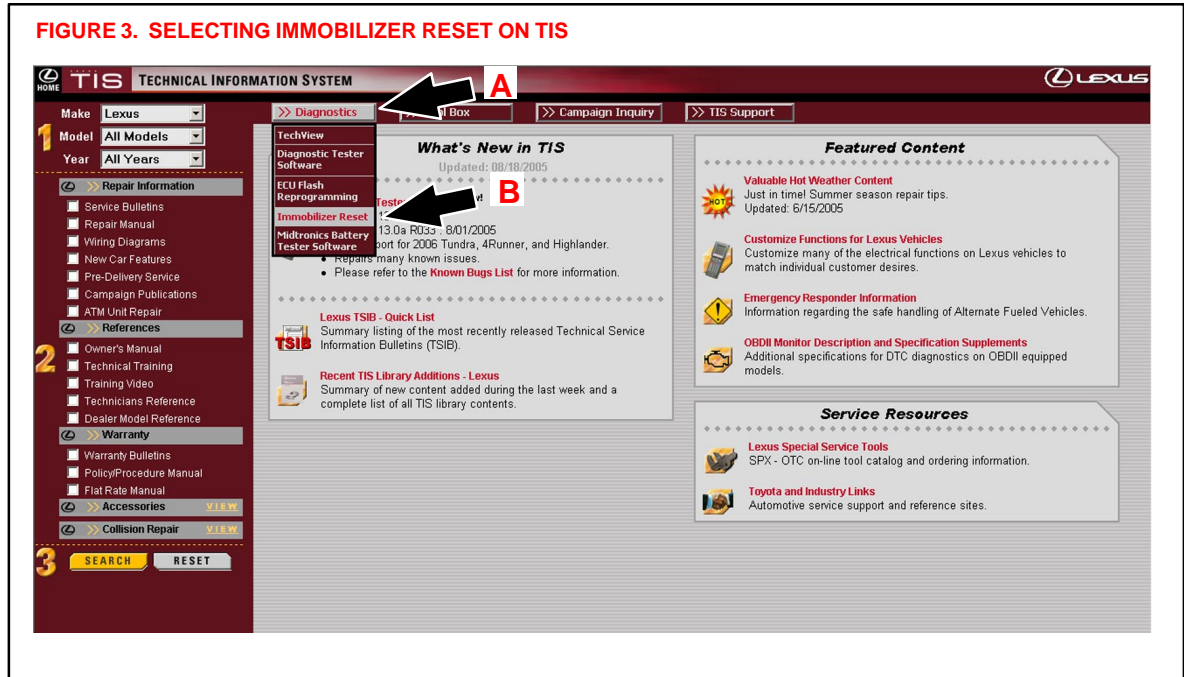 FIGURE 3. SELECTING IMMOBILIZER RESET ON TIS
HOME TIS TECHNICAL INFORMATION SYSTEM
LEXUS
A
>> Diagnostics
ol Box
>> Campaign Inquiry
>> TIS Support
1
Make Lexus
Model All Models
Year All Years
>> Repair Information
Service Bulletins
Repair Manual
Wiring Diagrams
New Car Features
Pre-Delivery Service
Campaign Publications
ATM Unit Repair
>> References
2
Owner's Manual
Technical Training
Training Video
Technicians Reference
Dealer Model Reference
>> Warranty
Warranty Bulletins
Policy/Procedure Manual
Flat Rate Manual
>> Accessories VIEW
>> Collision Repair VIEW
3
SEARCH RESET
TechView
Diagnostic Tester
Software
ECU Flash
Reprogramming
Immobilizer Reset
Midtronics Battery
Tester Software
B
What's New in TIS
Updated: 08/18/2005
Teste
w!
13.0a R033 : 8/01/2005
port for 2006 Tundra, 4Runner, and Highlander.
• Repairs many known issues.
• Please refer to the Known Bugs List for more information.
TSIB
Lexus TSIB - Quick List
Summary listing of the most recently released Technical Service
Information Bulletins (TSIB).
Recent TIS Library Additions - Lexus
Summary of new content added during the last week and a
complete list of all TIS library contents.
Featured Content
HOT
Valuable Hot Weather Content
Just in time! Summer season repair tips.
Updated: 6/15/2005
Customize Functions for Lexus Vehicles
Customize many of the electrical functions on Lexus vehicles to
match individual customer desires.
Emergency Responder Information
Information regarding the safe handling of Alternate Fueled Vehicles.
OBDII Monitor Description and Specification Supplements
Additional specifications for DTC diagnostics on OBDII equipped
models.
Service Resources
Lexus Special Service Tools
SPX - OTC on-line tool catalog and ordering information.
Toyota and Industry Links
Automotive service support and reference sites.